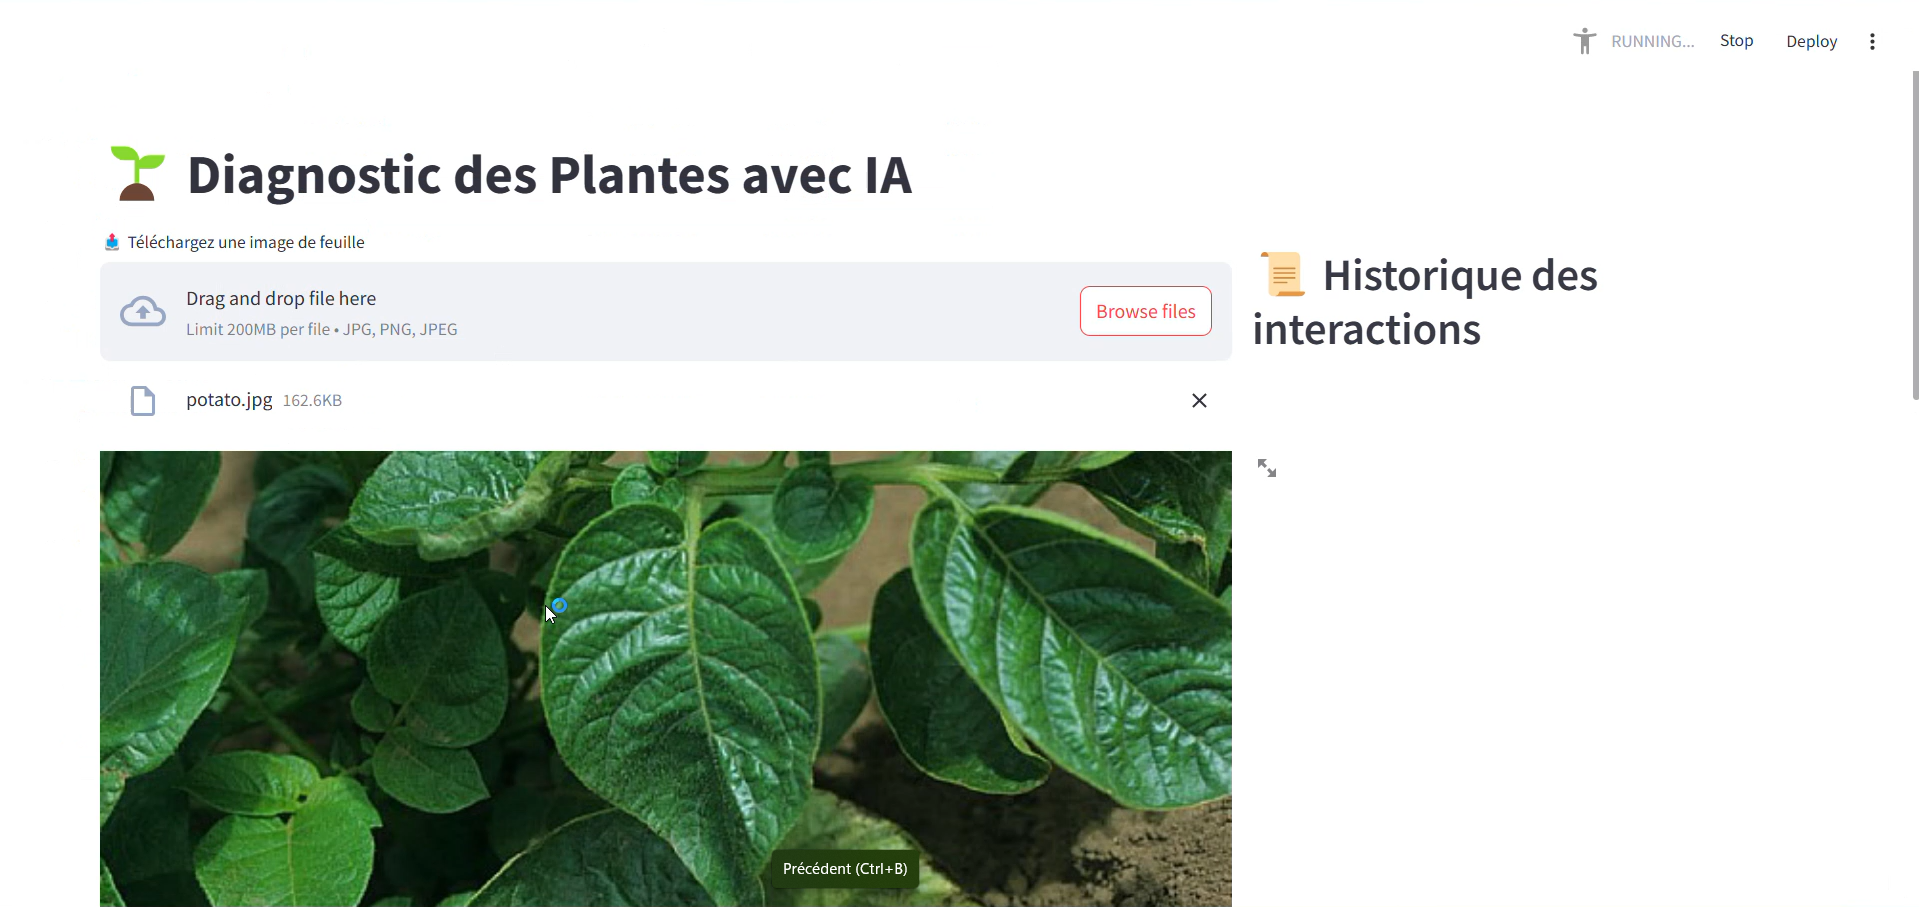 RUNNING...
Stop
Deploy
Diagnostic des Plantes avec IA
Téléchargez une image de feuille
Drag and drop file here
Limit 200MB per file • JPG, PNG, JPEG
Browse files
potato.jpg 162.6KB
Historique des
interactions
Précédent (Ctrl+B)